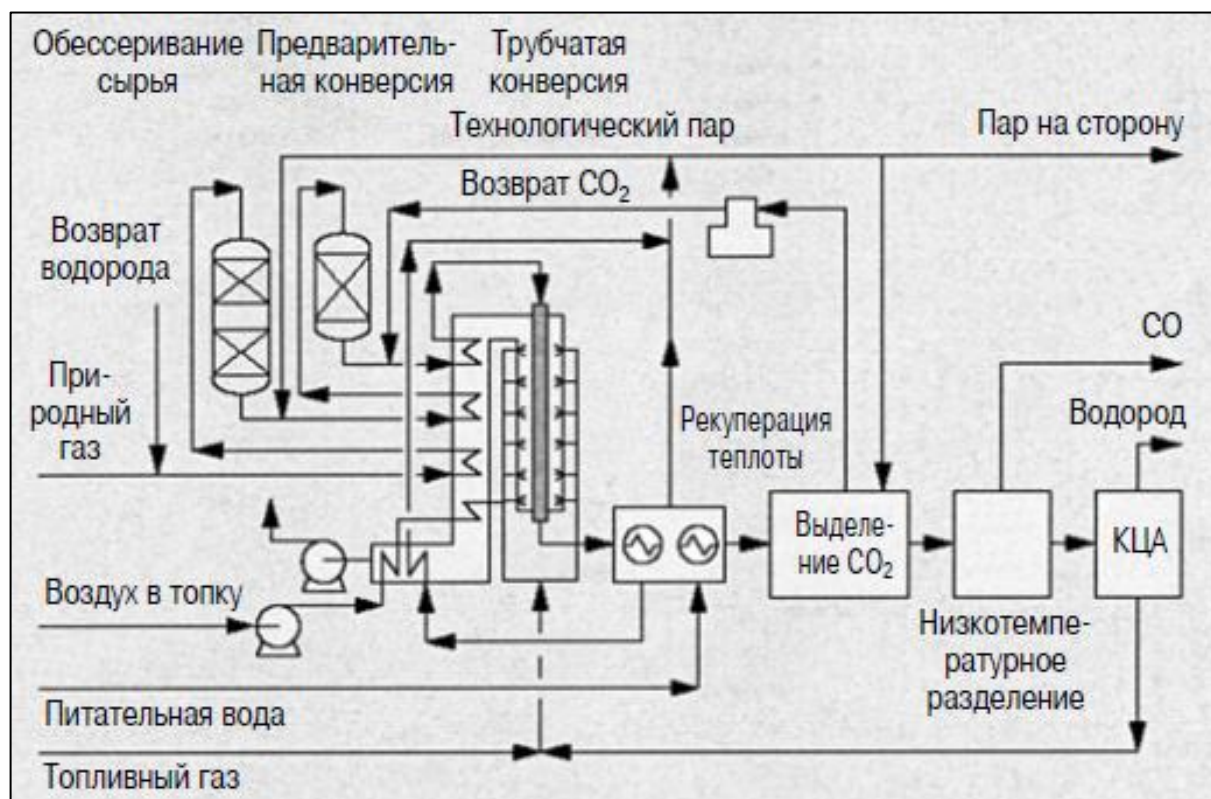 Обессеривание
сырья
Предваритель-
ная конверсия
Трубчатая
конверсия
Технологический пар
Пар на сторону
Возврат CO₂
Возврат
водорода
CO
При-
родный
газ
Водород
Рекуперация
теплоты
Выделе-
ние CO₂
КЦА
Воздух в топку
Низкотемпе-
ратурное
разделение
Питательная вода
Топливный газ